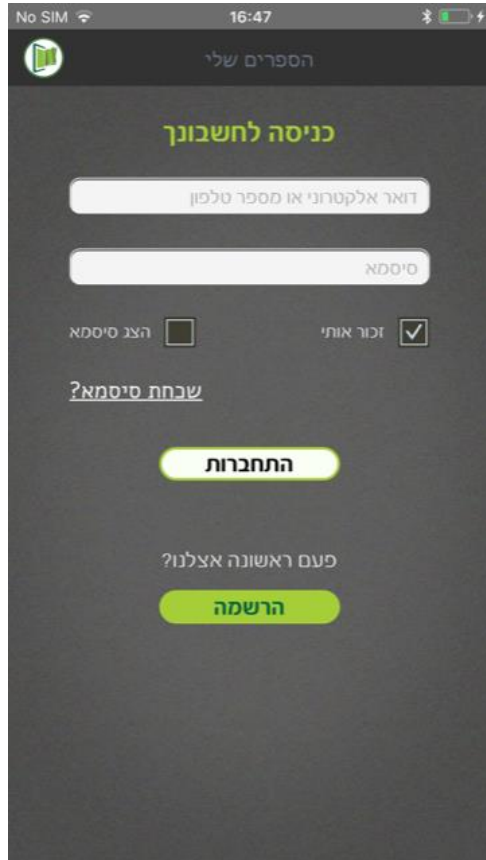 No SIM 16:47
הספרים שלי
כניסה לחשבונך
דואר אלקטרוני או מספר טלפון
סיסמא
זכור אותי הצג סיסמא
שכחת סיסמא?
התחברות
פעם ראשונה אצלנו?
הרשמה